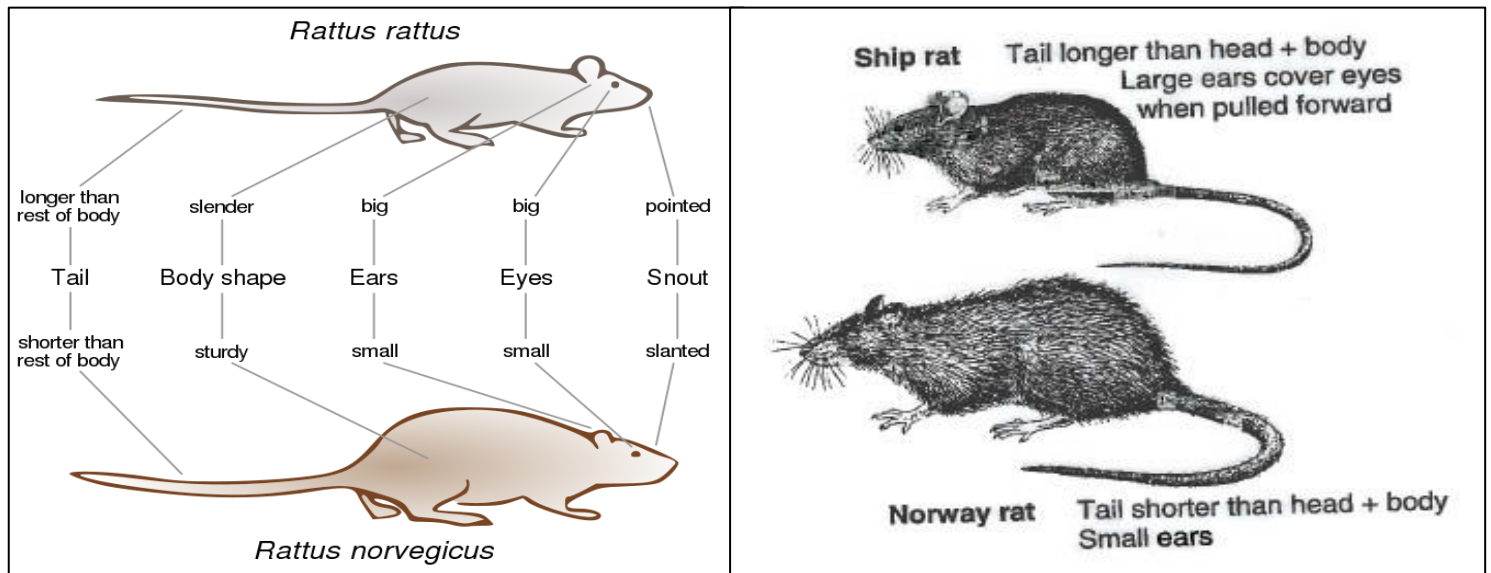 Rattus rattus
longer than
rest of body
slender
big
big
pointed
Tail
Body shape
Ears
Eyes
Snout
shorter than
rest of body
sturdy
small
small
slanted
Rattus norvegicus
Ship rat Tail longer than head + body
Large ears cover eyes
when pulled forward
Norway rat Tail shorter than head + body
Small ears